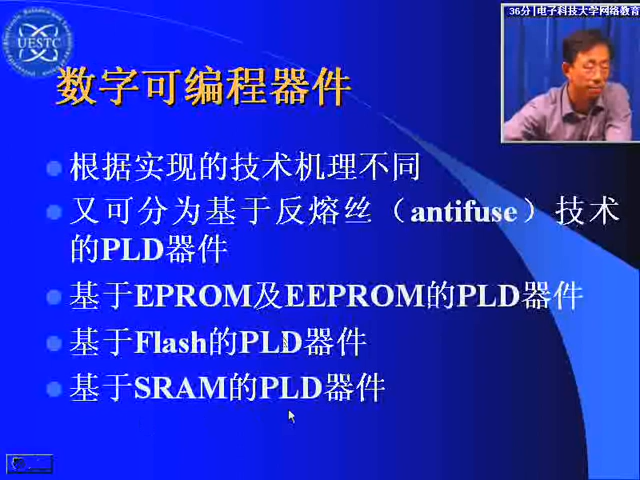 36分|电子科技大学网络教育
UESTC
数字可编程器件
根据实现的技术机理不同
又可分为基于反熔丝（antifuse）技术
的PLD器件
基于EPROM及EEPROM的PLD器件
基于Flash的PLD器件
基于SRAM的PLD器件